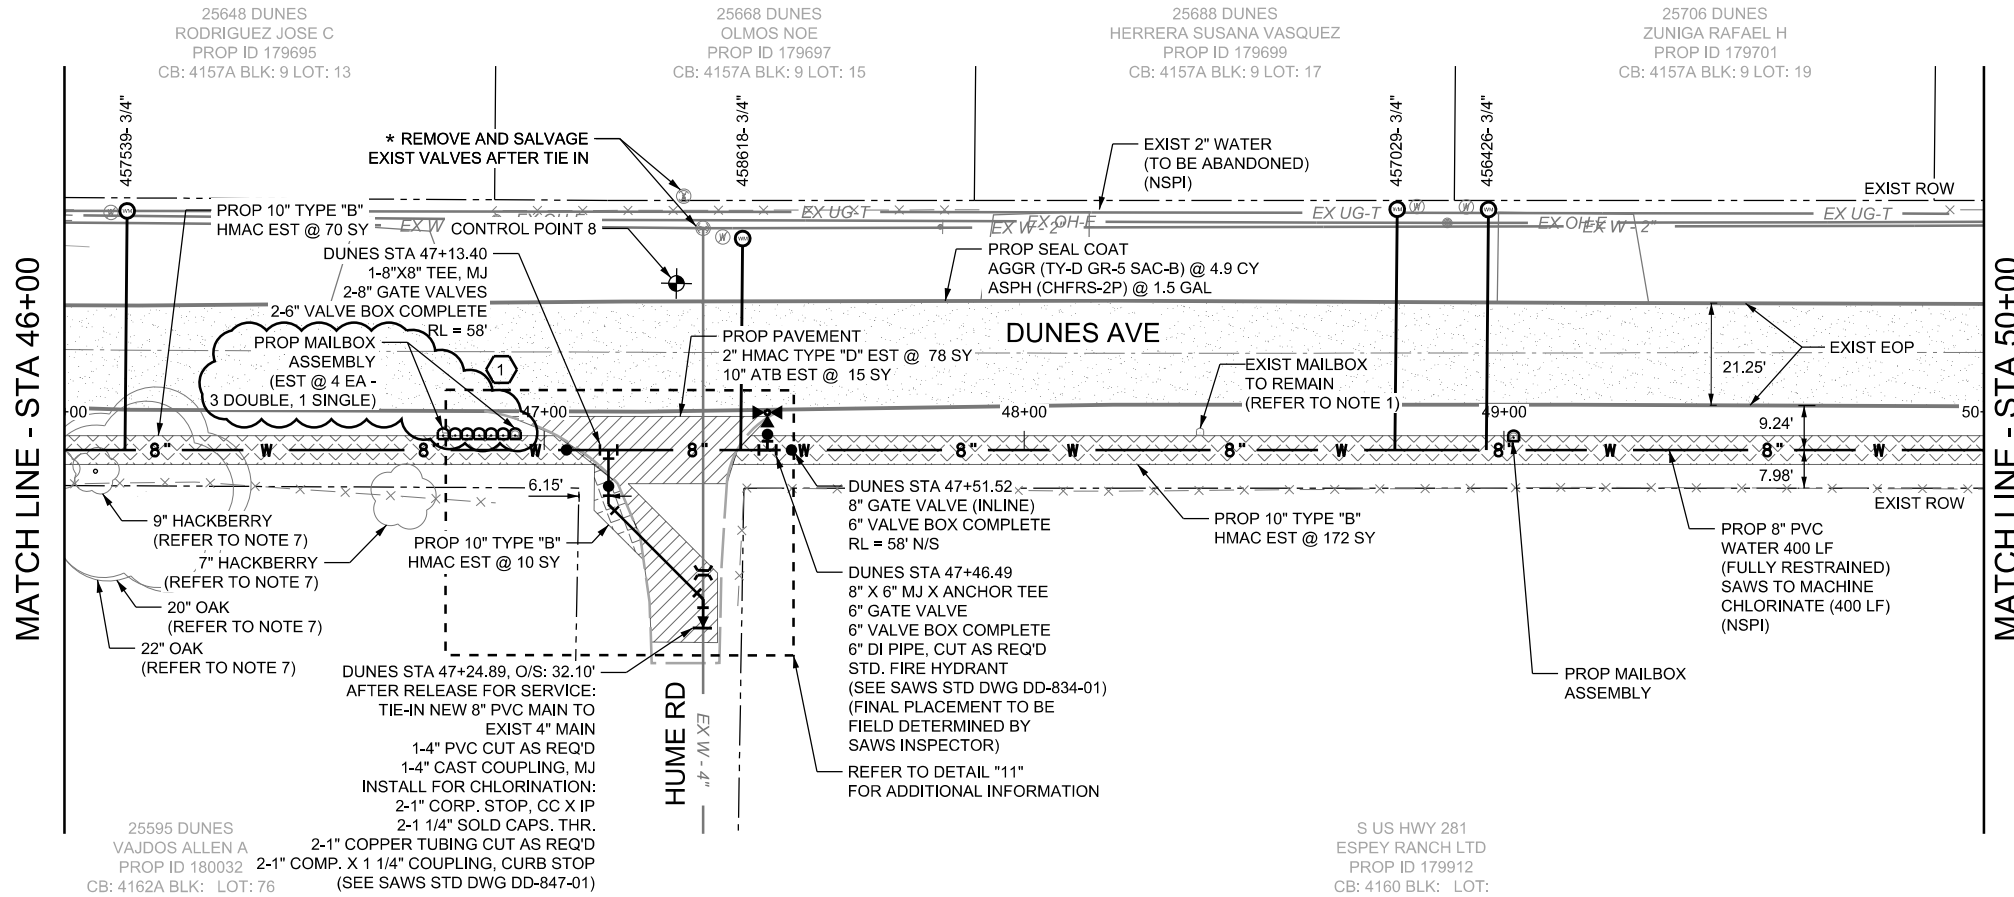 25648 DUNES
RODRIGUEZ JOSE C
PROP ID 179695
CB: 4157A BLK: 9 LOT: 13
25668 DUNES
OLMOS NOE
PROP ID 179697
CB: 4157A BLK: 9 LOT: 15
25688 DUNES
HERRERA SUSANA VASQUEZ
PROP ID 179699
CB: 4157A BLK: 9 LOT: 17
25706 DUNES
ZUNIGA RAFAEL H
PROP ID 179701
CB: 4157A BLK: 9 LOT: 19
MATCH LINE - STA 46+00
457539- 3/4"
* REMOVE AND SALVAGE
EXIST VALVES AFTER TIE IN
458618- 3/4"
EXIST 2" WATER
(TO BE ABANDONED)
(NSPI)
457029- 3/4"
456426- 3/4"
EXIST ROW
EX UG-T
EX UG-T
EX UG-T
EX UG-T
EX W
EX OH-E
EX W - 2"
EX OH-E
EX W - 2"
PROP 10" TYPE "B"
HMAC EST @ 70 SY
CONTROL POINT 8
DUNES STA 47+13.40
1-8"X8" TEE, MJ
2-8" GATE VALVES
2-6" VALVE BOX COMPLETE
RL = 58'
PROP SEAL COAT
AGGR (TY-D GR-5 SAC-B) @ 4.9 CY
ASPH (CHFRS-2P) @ 1.5 GAL
PROP MAILBOX
ASSEMBLY
(EST @ 4 EA -
3 DOUBLE, 1 SINGLE)
1
PROP PAVEMENT
2" HMAC TYPE "D" EST @ 78 SY
10" ATB EST @ 15 SY
DUNES AVE
EXIST MAILBOX
TO REMAIN
(REFER TO NOTE 1)
21.25'
EXIST EOP
00
47+00
48+00
49+00
50
9.24'
8"
W
8"
W
8"
W
8"
W
8"
W
8"
W
8"
W
7.98'
6.15'
EXIST ROW
9" HACKBERRY
(REFER TO NOTE 7)
7" HACKBERRY
(REFER TO NOTE 7)
20" OAK
(REFER TO NOTE 7)
22" OAK
(REFER TO NOTE 7)
PROP 10" TYPE "B"
HMAC EST @ 10 SY
DUNES STA 47+51.52
8" GATE VALVE (INLINE)
6" VALVE BOX COMPLETE
RL = 58' N/S
DUNES STA 47+46.49
8" X 6" MJ X ANCHOR TEE
6" GATE VALVE
6" VALVE BOX COMPLETE
6" DI PIPE, CUT AS REQ'D
STD. FIRE HYDRANT
(SEE SAWS STD DWG DD-834-01)
(FINAL PLACEMENT TO BE
FIELD DETERMINED BY
SAWS INSPECTOR)
REFER TO DETAIL "11"
FOR ADDITIONAL INFORMATION
PROP 10" TYPE "B"
HMAC EST @ 172 SY
PROP 8" PVC
WATER 400 LF
(FULLY RESTRAINED)
SAWS TO MACHINE
CHLORINATE (400 LF)
(NSPI)
PROP MAILBOX
ASSEMBLY
DUNES STA 47+24.89, O/S: 32.10'
AFTER RELEASE FOR SERVICE:
TIE-IN NEW 8" PVC MAIN TO
EXIST 4" MAIN
1-4" PVC CUT AS REQ'D
1-4" CAST COUPLING, MJ
INSTALL FOR CHLORINATION:
2-1" CORP. STOP, CC X IP
2-1 1/4" SOLD CAPS. THR.
2-1" COPPER TUBING CUT AS REQ'D
2-1" COMP. X 1 1/4" COUPLING, CURB STOP
(SEE SAWS STD DWG DD-847-01)
HUME RD
EX W - 4"
25595 DUNES
VAJDOS ALLEN A
PROP ID 180032
CB: 4162A BLK: LOT: 76
S US HWY 281
ESPEY RANCH LTD
PROP ID 179912
CB: 4160 BLK: LOT:
MATCH LINE - STA 50+00